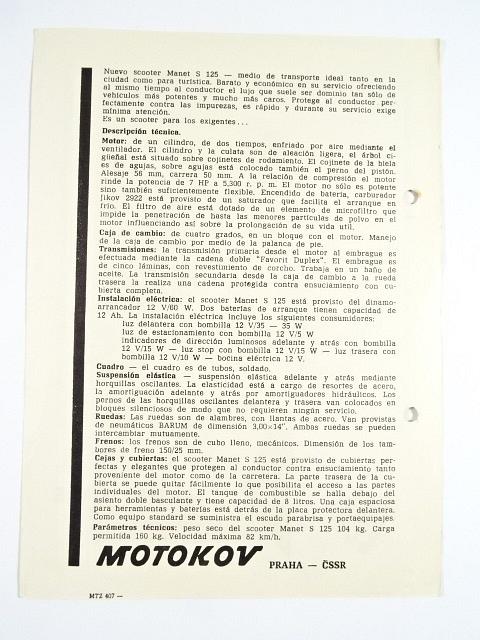 Nuevo scooter Manet S 125 — medio de transporte ideal tanto en la
ciudad como para turística. Barato y económico en su servicio ofreciendo
al mismo tiempo al conductor el lujo que suele ser dominio tan sólo de
vehículos más potentes y mucho más caros. Protege al conductor per-
fectamente contra las impurezas, es rápido y durante su servicio exige
mínima atención.
Es un scooter para los exigentes...
Descripción técnica.
Motor: de un cilindro, de dos tiempos, enfriado por aire mediante el
ventilador. El cilindro y la culata son de aleación ligera, el árbol ci-
güeñal está situado sobre cojinetes de rodamiento. El cojinete de la biela
es de agujas, sobre agujas está colocado también el perno del pistón.
Alesaje 56 mm, carrera 50 mm. A la relación de compresión el motor
rinde la potencia de 7 HP a 5,300 r. p. m. El motor no sólo es potente
sino también suficientemente flexible. Encendido de batería, carburador
Jikov 2922 está provisto de un saturador que facilita el arranque en
frío. El filtro de aire está dotado de un elemento de microfiltro que
impide la penetración de hasta las menores partículas de polvo en el
motor influenciando así sobre la prolongación de su vida util.
Caja de cambio: de cuatro grados, en un bloque con el motor. Manejo
de la caja de cambio por medio de la palanca de pie.
Transmisiones: la transmisión primaria desde el motor al embrague es
efectuada mediante la cadena doble "Favorit Duplex". El embrague es
de cinco láminas, con revestimiento de corcho. Trabaja en un baño de
aceite. La transmisión secundaria desde la caja de cambio a la rueda
trasera la realiza una cadena protegida contra ensuciamiento con cu-
bierta completa.
Instalación eléctrica: el scooter Manet S 125 está provisto del dinamo-
arrancador 12 V/60 W. Dos baterías de arranque tienen capacidad de
12 Ah. La instalación eléctrica incluye los siguientes consumidores:
luz delantera con bombilla 12 V/35 — 35 W
luz de estacionamiento con bombilla 12 V/5 W
indicadores de dirección luminosos adelante y atrás con bombilla
12 V/15 W — luz stop con bombilla 12 V/15 W — luz trasera con
bombilla 12 V/10 W — bocina eléctrica 12 V.
Cuadro — el cuadro es de tubos, soldado.
Suspensión elástica — suspensión elástica adelante y atrás mediante
horquillas oscilantes. La elasticidad está a cargo de resortes de acero,
la amortiguación adelante y atrás por amortiguadores hidráulicos. Los
pornos de las horquillas oscilantes delantera y trasera van colocados en
bloques silenciosos de modo que no requieren ningún servicio.
Ruedas: Las ruedas son de alambres, con llantas de acero. Van provistas
de neumáticos BARUM de dimensión 3,00×14". Ambas ruedas se pueden
intercambiar mutuamente.
Frenos: los frenos son de cubo lleno, mecánicos. Dimensión de los tam-
bores de freno 150/25 mm.
Cajas y cubiertas: el scooter Manet S 125 está provisto de cubiertas per-
fectas y elegantes que protegen al conductor contra ensuciamiento tanto
proveniente del motor como de la carretera. La parte trasera de la cu-
bierta se puede quitar fácilmente lo que posibilita el acceso a las partes
individuales del motor. El tanque de combustible se halla debajo del
asiento doble basculante y tiene capacidad de 8 litros. Una caja espaciosa
para herramientas y baterías está detrás de la placa protectora delantera.
Como equipo standard se suministra el escudo parabrisa y portaequipajes.
Parámetros técnicos: peso seco del scooter Manet S 125 104 kg. Carga
permitida 160 kg. Velocidad máxima 82 km/h.
MOTOKOV PRAHA — ČSSR
MTZ 407 —